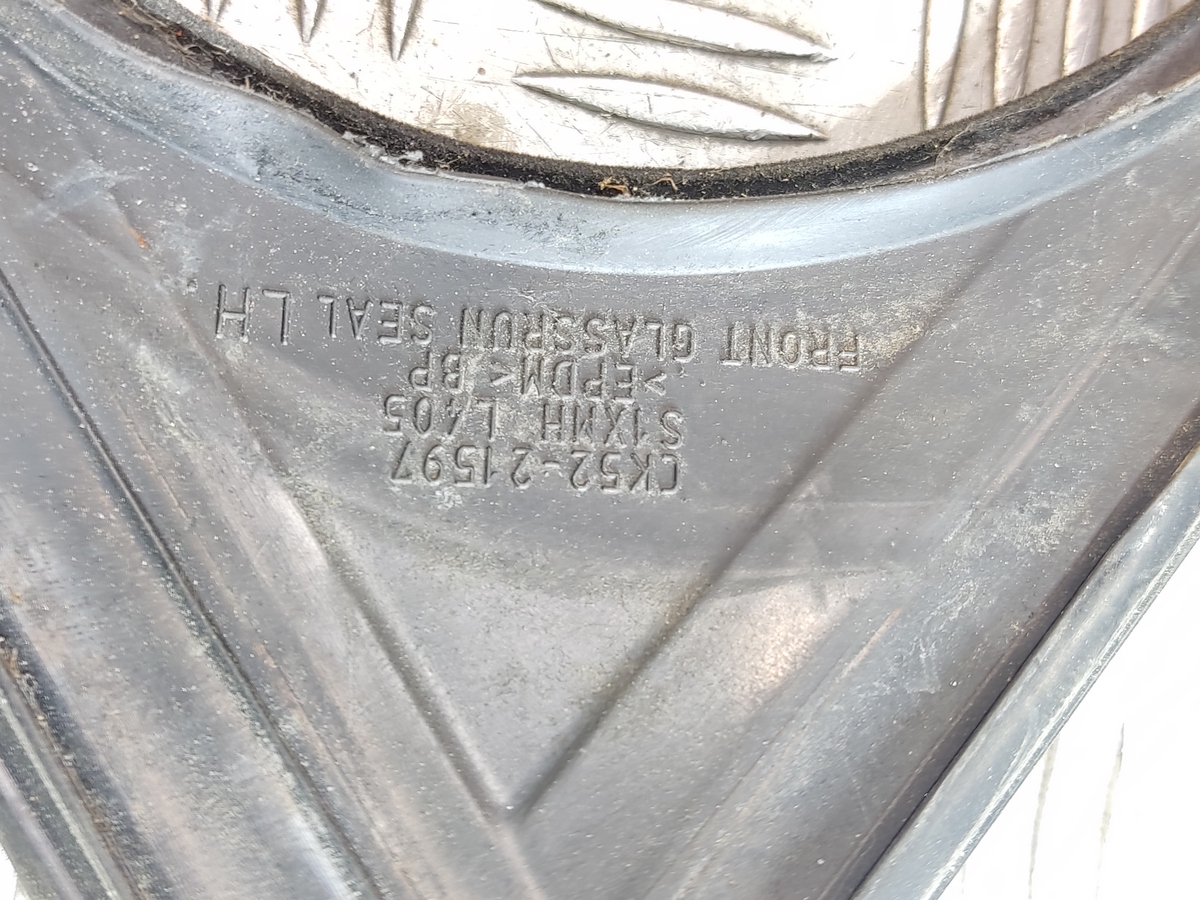 CK52-21597
S1XMH L405
>EPDM< BP
FRONT GLASSRUN SEAL LH